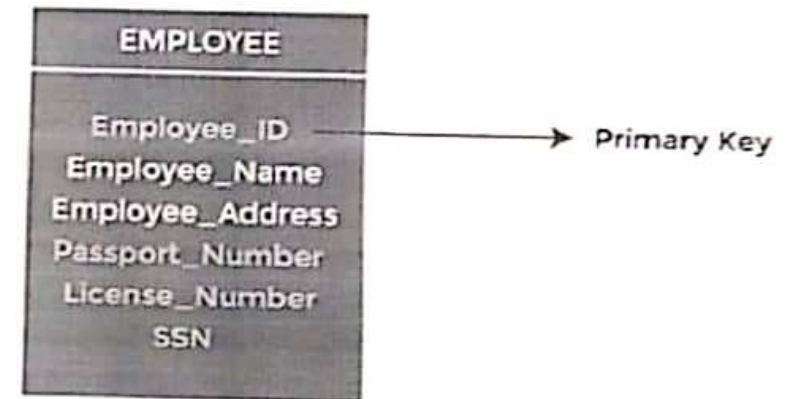 EMPLOYEE
Employee_ID
Primary Key
Employee_Name
Employee_Address
Passport_Number
License_Number
SSN